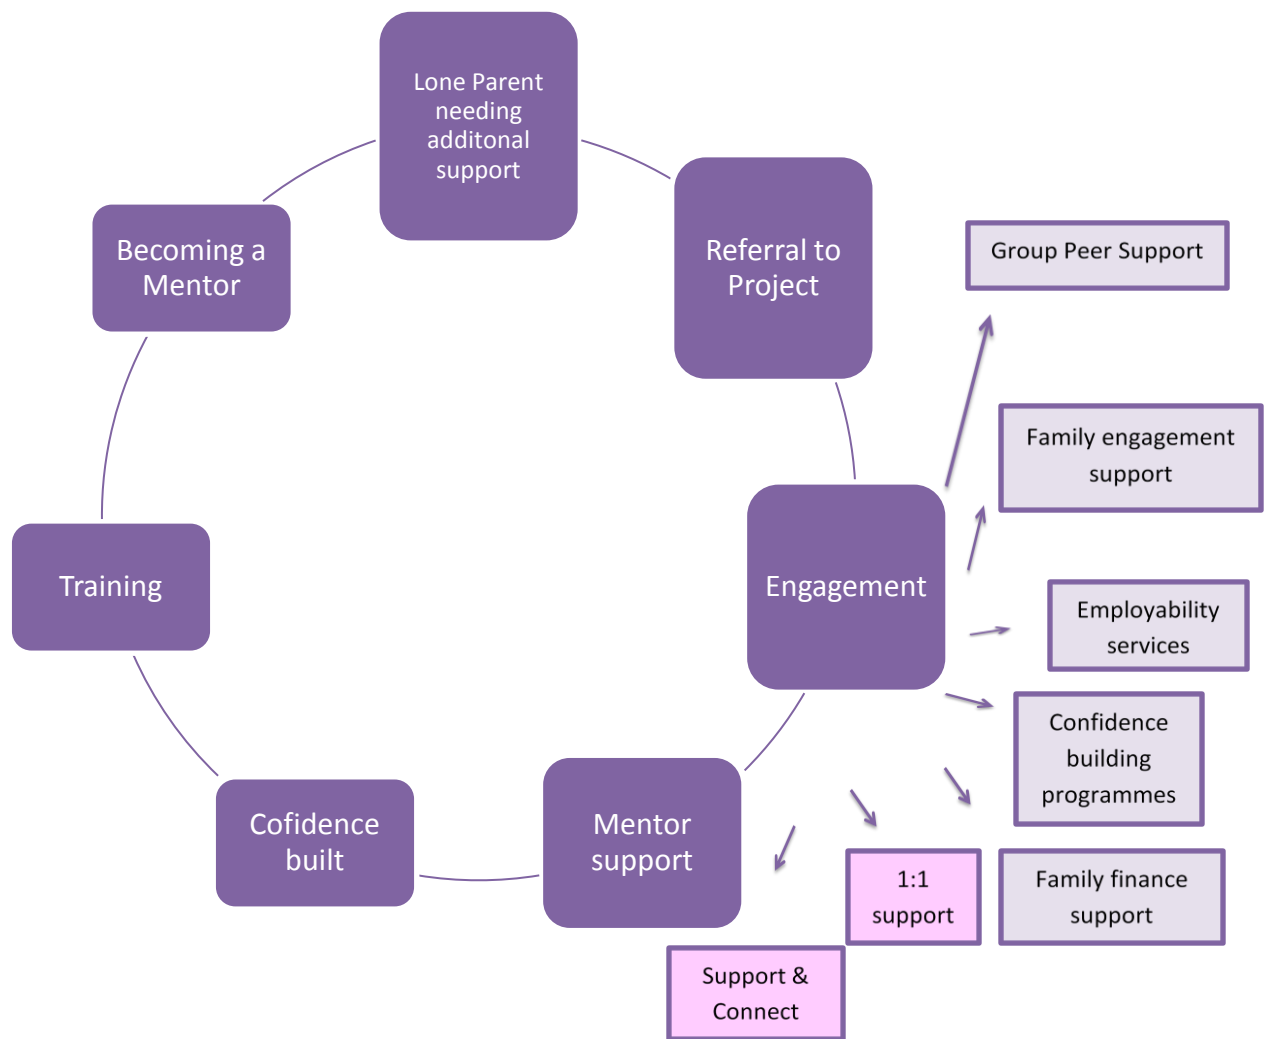 Lone Parent
needing
additonal
support
Referral to
Project
Engagement
Mentor
support
Cofidence
built
Training
Becoming a
Mentor
Group Peer Support
Family engagement
support
Employability
services
Confidence
building
programmes
Family finance
support
1:1
support
Support &
Connect